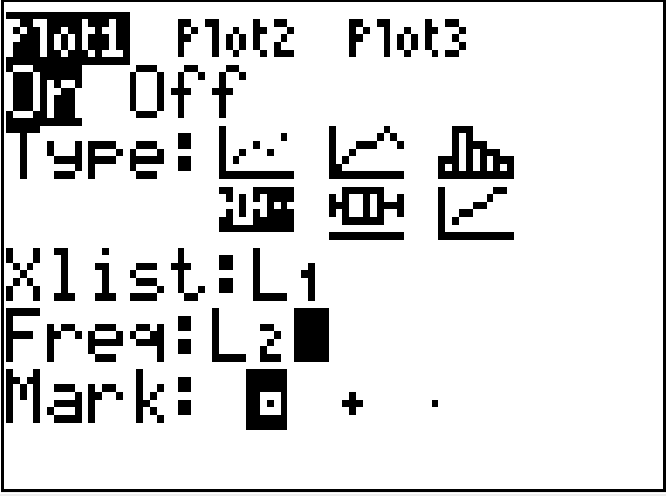 Plot1 Plot2 Plot3
On Off
Type:
Xlist:L1
Freq:L2
Mark: